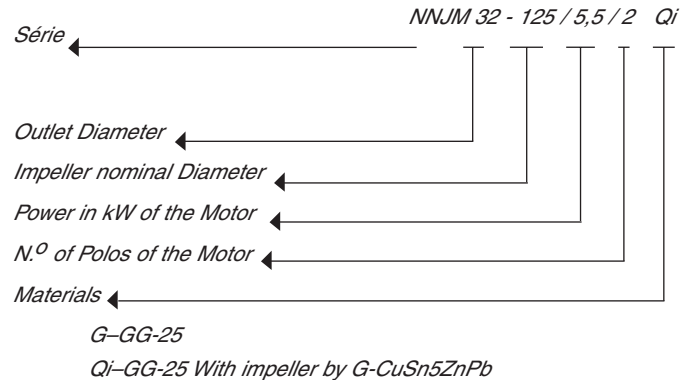 NNJM 32 - 125 / 5,5 / 2 Qi
Série
Outlet Diameter
Impeller nominal Diameter
Power in kW of the Motor
N.º of Polos of the Motor
Materials
G–GG-25
Qi–GG-25 With impeller by G-CuSn5ZnPb